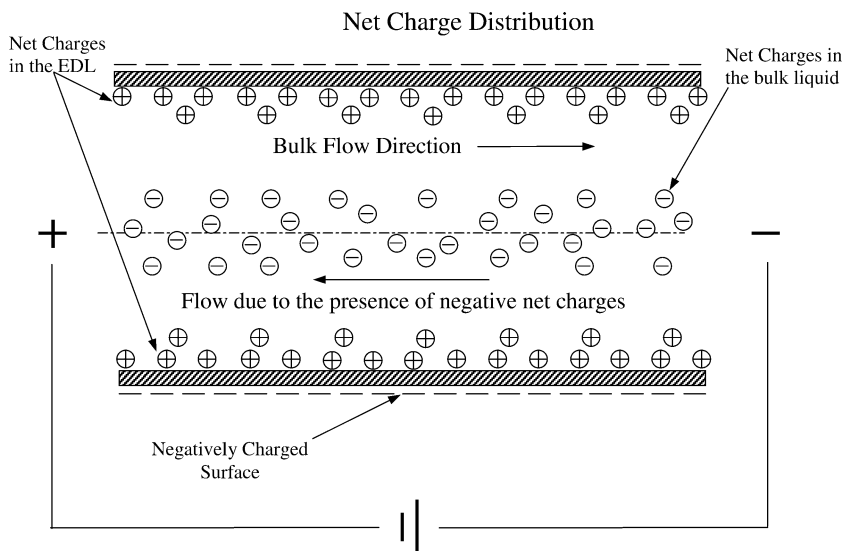 Net Charge Distribution
Net Charges
in the EDL
Net Charges in
the bulk liquid
Bulk Flow Direction
+
−
Flow due to the presence of negative net charges
Negatively Charged
Surface